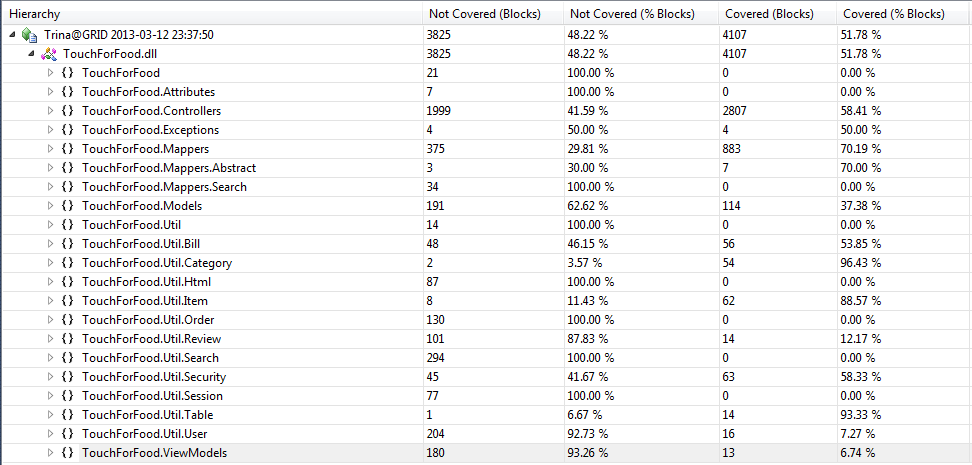 Hierarchy Not Covered (Blocks) Not Covered (% Blocks) Covered (Blocks) Covered (% Blocks)
Trina@GRID 2013-03-12 23:37:50 3825 48.22 % 4107 51.78 %
TouchForFood.dll 3825 48.22 % 4107 51.78 %
{} TouchForFood 21 100.00 % 0 0.00 %
{} TouchForFood.Attributes 7 100.00 % 0 0.00 %
{} TouchForFood.Controllers 1999 41.59 % 2807 58.41 %
{} TouchForFood.Exceptions 4 50.00 % 4 50.00 %
{} TouchForFood.Mappers 375 29.81 % 883 70.19 %
{} TouchForFood.Mappers.Abstract 3 30.00 % 7 70.00 %
{} TouchForFood.Mappers.Search 34 100.00 % 0 0.00 %
{} TouchForFood.Models 191 62.62 % 114 37.38 %
{} TouchForFood.Util 14 100.00 % 0 0.00 %
{} TouchForFood.Util.Bill 48 46.15 % 56 53.85 %
{} TouchForFood.Util.Category 2 3.57 % 54 96.43 %
{} TouchForFood.Util.Html 87 100.00 % 0 0.00 %
{} TouchForFood.Util.Item 8 11.43 % 62 88.57 %
{} TouchForFood.Util.Order 130 100.00 % 0 0.00 %
{} TouchForFood.Util.Review 101 87.83 % 14 12.17 %
{} TouchForFood.Util.Search 294 100.00 % 0 0.00 %
{} TouchForFood.Util.Security 45 41.67 % 63 58.33 %
{} TouchForFood.Util.Session 77 100.00 % 0 0.00 %
{} TouchForFood.Util.Table 1 6.67 % 14 93.33 %
{} TouchForFood.Util.User 204 92.73 % 16 7.27 %
{} TouchForFood.ViewModels 180 93.26 % 13 6.74 %